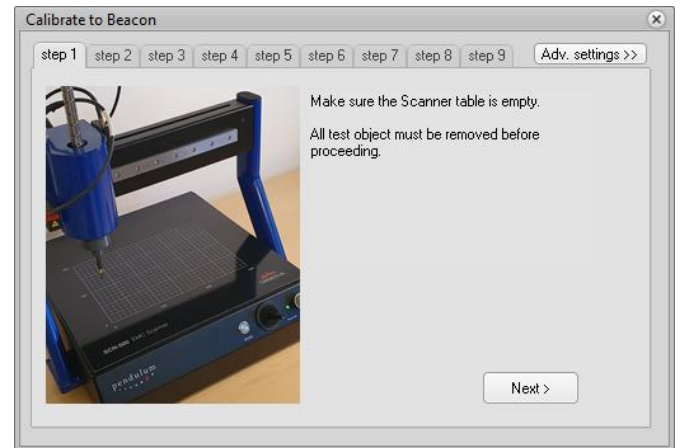 Calibrate to Beacon
step 1 step 2 step 3 step 4 step 5 step 6 step 7 step 8 step 9 Adv. settings >>
Make sure the Scanner table is empty.
All test object must be removed before
proceeding.
SCN-500 EMC Scanner
pendulum
Next >